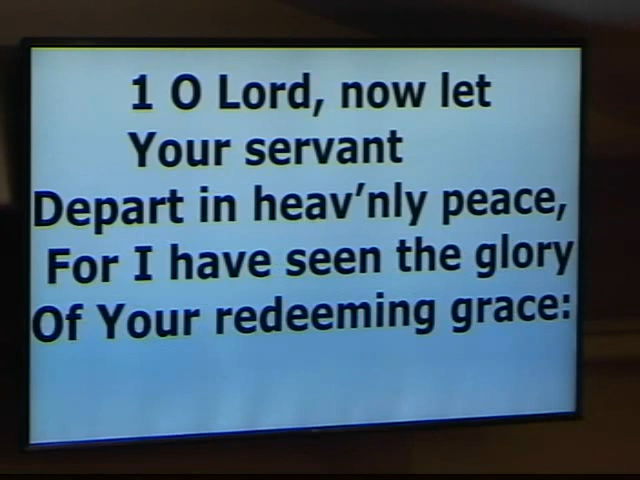 1 O Lord, now let
Your servant
Depart in heav'nly peace,
For I have seen the glory
Of Your redeeming grace: